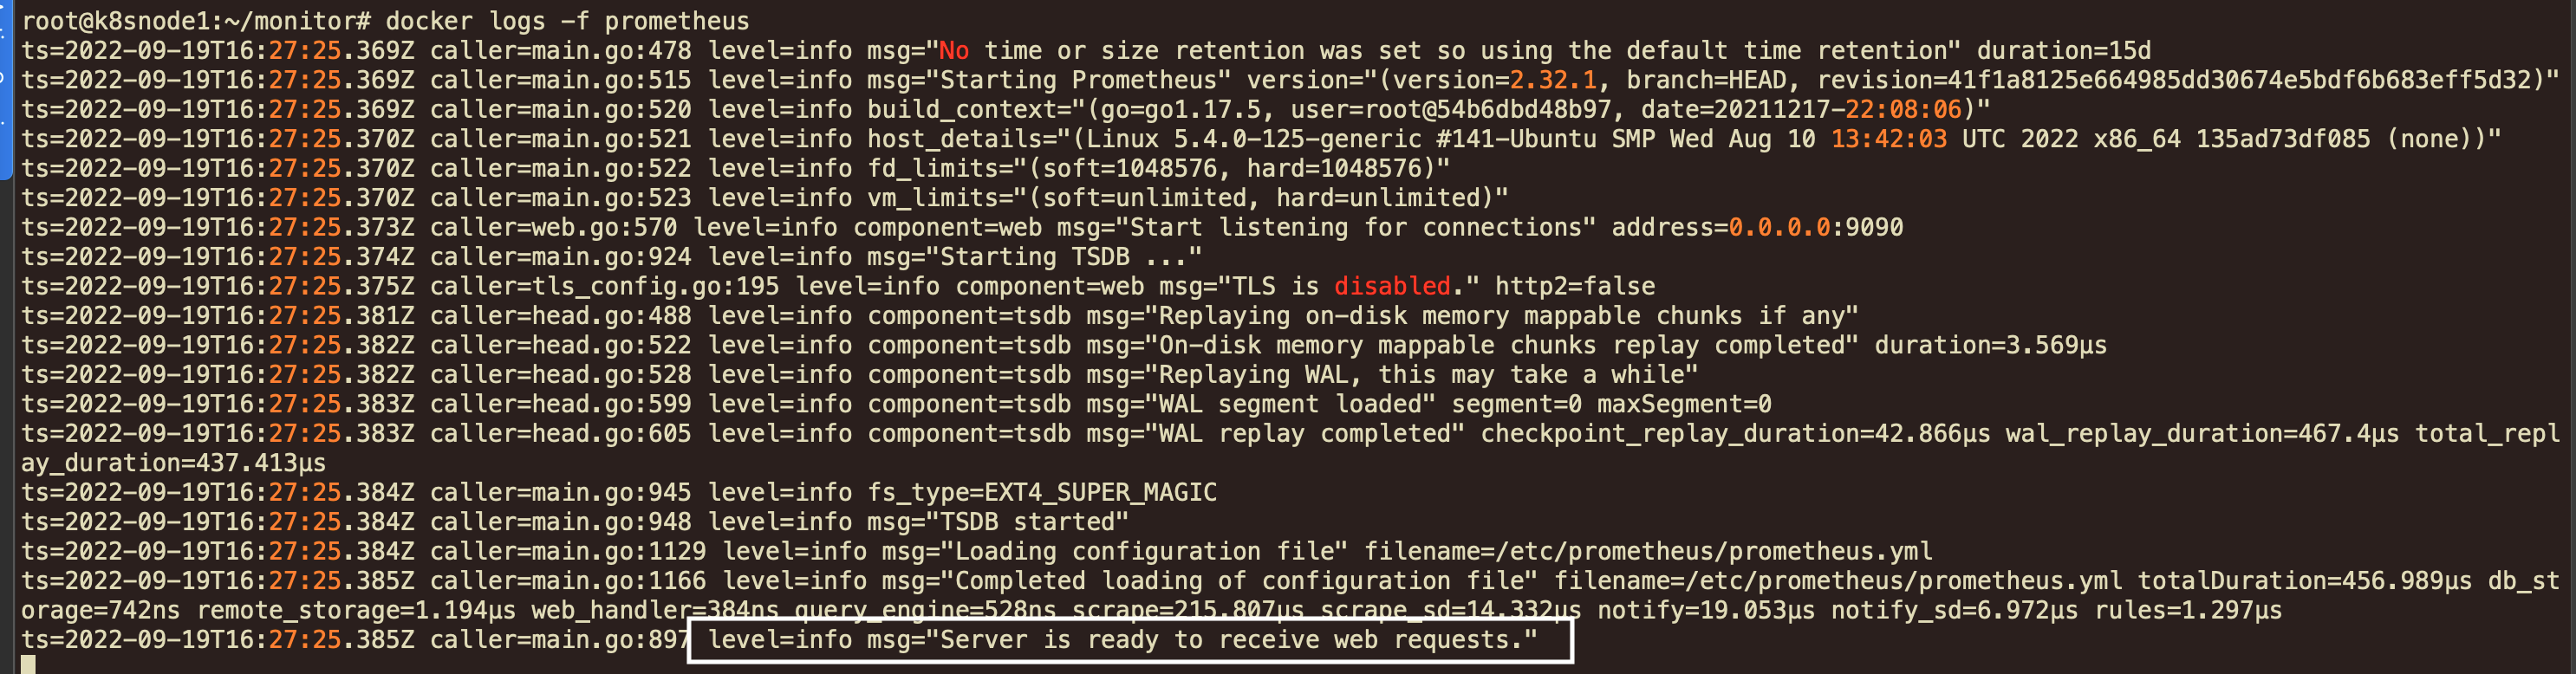 root@k8snode1:~/monitor# docker logs -f prometheus
ts=2022-09-19T16:27:25.369Z caller=main.go:478 level=info msg="No time or size retention was set so using the default time retention" duration=15d
ts=2022-09-19T16:27:25.369Z caller=main.go:515 level=info msg="Starting Prometheus" version="(version=2.32.1, branch=HEAD, revision=41f1a8125e664985dd30674e5bdf6b683eff5d32)"
ts=2022-09-19T16:27:25.369Z caller=main.go:520 level=info build_context="(go=go1.17.5, user=root@54b6dbd48b97, date=20211217-22:08:06)"
ts=2022-09-19T16:27:25.370Z caller=main.go:521 level=info host_details="(Linux 5.4.0-125-generic #141-Ubuntu SMP Wed Aug 10 13:42:03 UTC 2022 x86_64 135ad73df085 (none))"
ts=2022-09-19T16:27:25.370Z caller=main.go:522 level=info fd_limits="(soft=1048576, hard=1048576)"
ts=2022-09-19T16:27:25.370Z caller=main.go:523 level=info vm_limits="(soft=unlimited, hard=unlimited)"
ts=2022-09-19T16:27:25.373Z caller=web.go:570 level=info component=web msg="Start listening for connections" address=0.0.0.0:9090
ts=2022-09-19T16:27:25.374Z caller=main.go:924 level=info msg="Starting TSDB ..."
ts=2022-09-19T16:27:25.375Z caller=tls_config.go:195 level=info component=web msg="TLS is disabled." http2=false
ts=2022-09-19T16:27:25.381Z caller=head.go:488 level=info component=tsdb msg="Replaying on-disk memory mappable chunks if any"
ts=2022-09-19T16:27:25.382Z caller=head.go:522 level=info component=tsdb msg="On-disk memory mappable chunks replay completed" duration=3.569µs
ts=2022-09-19T16:27:25.382Z caller=head.go:528 level=info component=tsdb msg="Replaying WAL, this may take a while"
ts=2022-09-19T16:27:25.383Z caller=head.go:599 level=info component=tsdb msg="WAL segment loaded" segment=0 maxSegment=0
ts=2022-09-19T16:27:25.383Z caller=head.go:605 level=info component=tsdb msg="WAL replay completed" checkpoint_replay_duration=42.866µs wal_replay_duration=467.4µs total_repl
ay_duration=437.413µs
ts=2022-09-19T16:27:25.384Z caller=main.go:945 level=info fs_type=EXT4_SUPER_MAGIC
ts=2022-09-19T16:27:25.384Z caller=main.go:948 level=info msg="TSDB started"
ts=2022-09-19T16:27:25.384Z caller=main.go:1129 level=info msg="Loading configuration file" filename=/etc/prometheus/prometheus.yml
ts=2022-09-19T16:27:25.385Z caller=main.go:1166 level=info msg="Completed loading of configuration file" filename=/etc/prometheus/prometheus.yml totalDuration=456.989µs db_st
orage=742ns remote_storage=1.194µs web_handler=384ns query_engine=528ns scrape=215.807µs scrape_sd=14.332µs notify=19.053µs notify_sd=6.972µs rules=1.297µs
ts=2022-09-19T16:27:25.385Z caller=main.go:897 level=info msg="Server is ready to receive web requests."